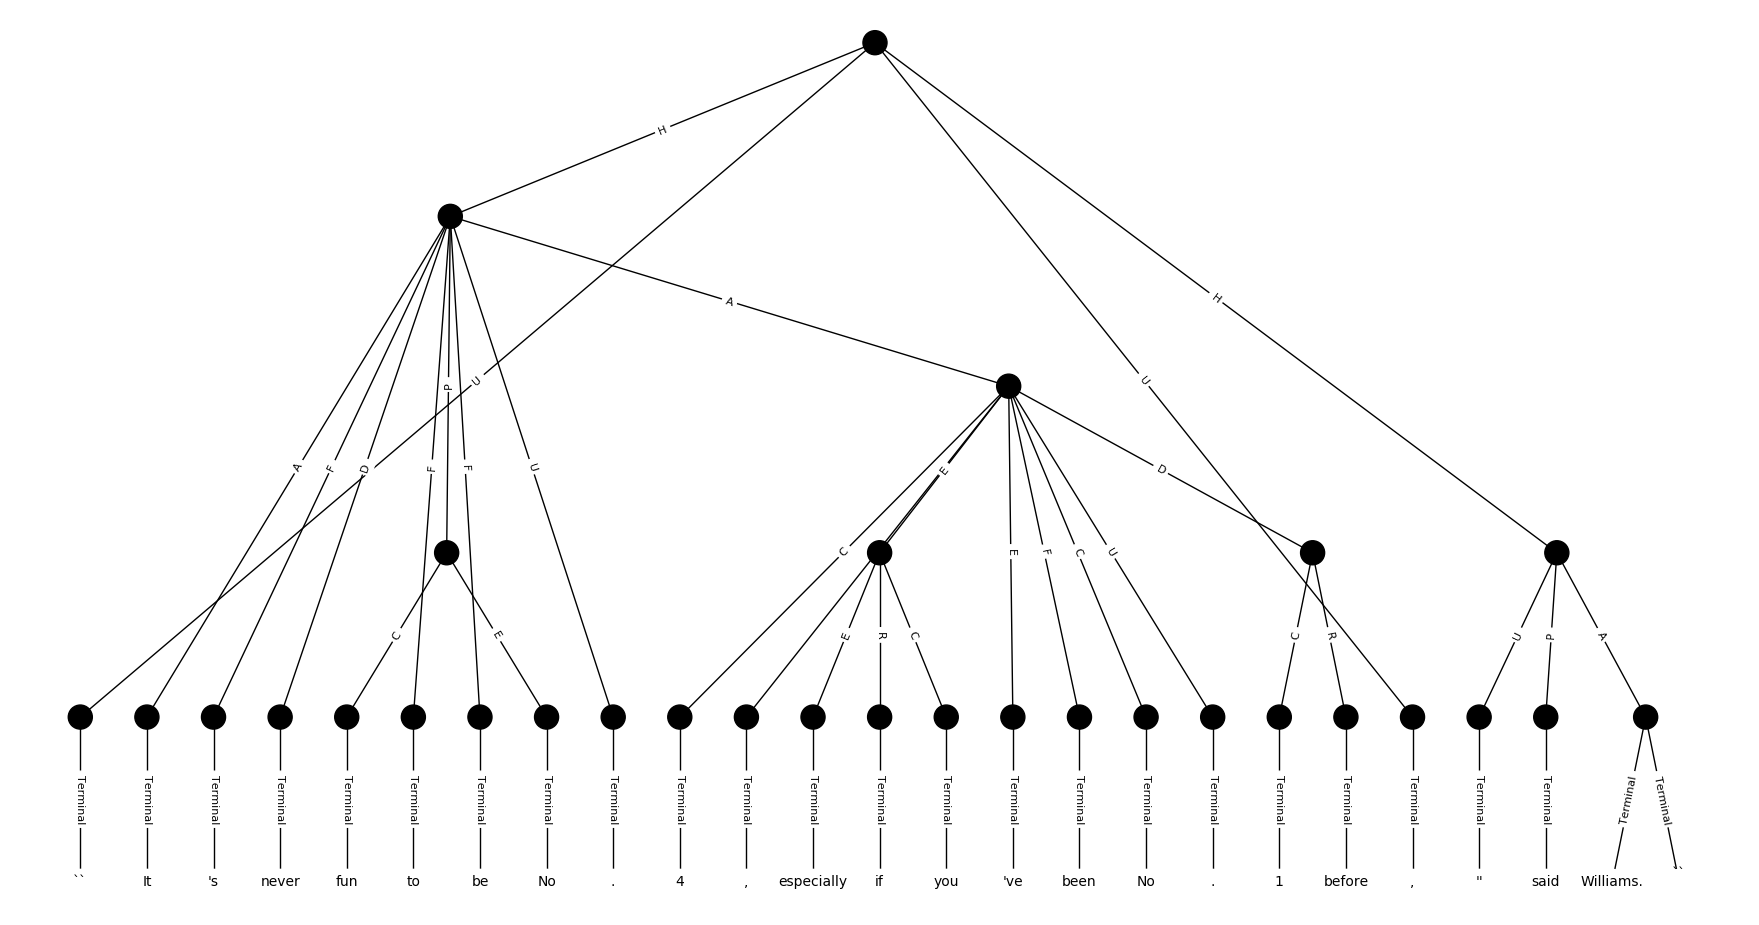 H
A
U
H
U
P
A
F
D
F
F
U
E
D
C
E
F
C
U
C
E
E
R
C
C
R
U
P
A
Terminal Terminal Terminal Terminal Terminal Terminal Terminal Terminal Terminal Terminal Terminal Terminal Terminal Terminal Terminal Terminal Terminal Terminal Terminal Terminal Terminal Terminal Terminal Terminal Terminal
`` It 's never fun to be No . 4 , especially if you 've been No . 1 before , " said Williams. ``